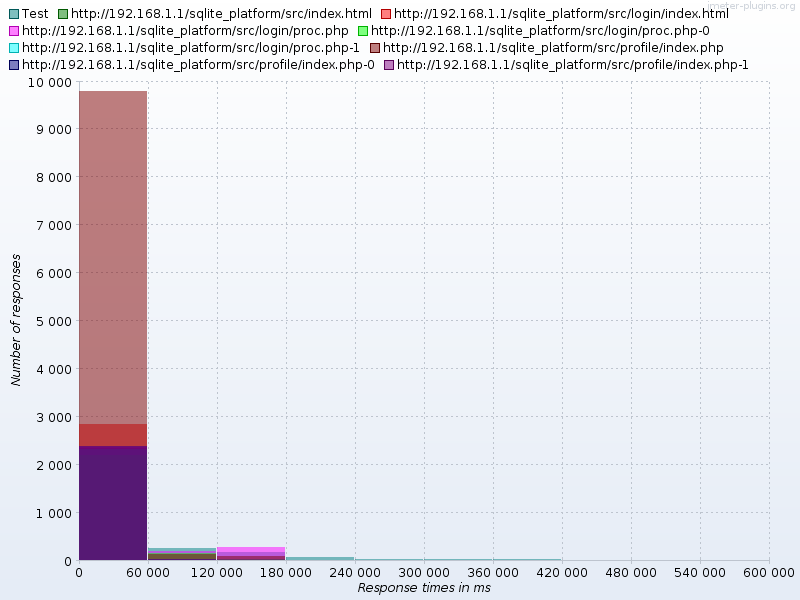 jmeter-plugins.org
Test http://192.168.1.1/sqlite_platform/src/index.html http://192.168.1.1/sqlite_platform/src/login/index.html
http://192.168.1.1/sqlite_platform/src/login/proc.php http://192.168.1.1/sqlite_platform/src/login/proc.php-0
http://192.168.1.1/sqlite_platform/src/login/proc.php-1 http://192.168.1.1/sqlite_platform/src/profile/index.php
http://192.168.1.1/sqlite_platform/src/profile/index.php-0 http://192.168.1.1/sqlite_platform/src/profile/index.php-1
10 000
9 000
8 000
7 000
6 000
5 000
4 000
3 000
2 000
1 000
0
Number of responses
0 60 000 120 000 180 000 240 000 300 000 360 000 420 000 480 000 540 000 600 000
Response times in ms